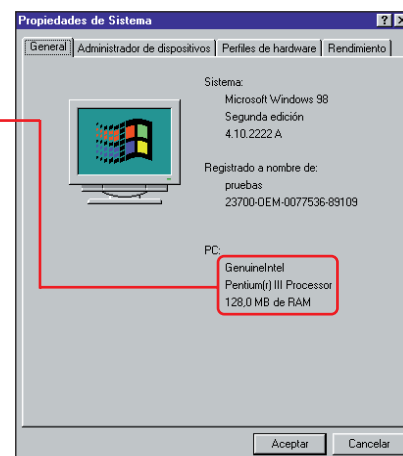 Propiedades de Sistema
General Administrador de dispositivos Perfiles de hardware Rendimiento
Sistema:
Microsoft Windows 98
Segunda edición
4.10.2222 A
Registrado a nombre de:
pruebas
23700-OEM-0077536-89109
PC:
GenuineIntel
Pentium(r) III Processor
128,0 MB de RAM
Aceptar Cancelar